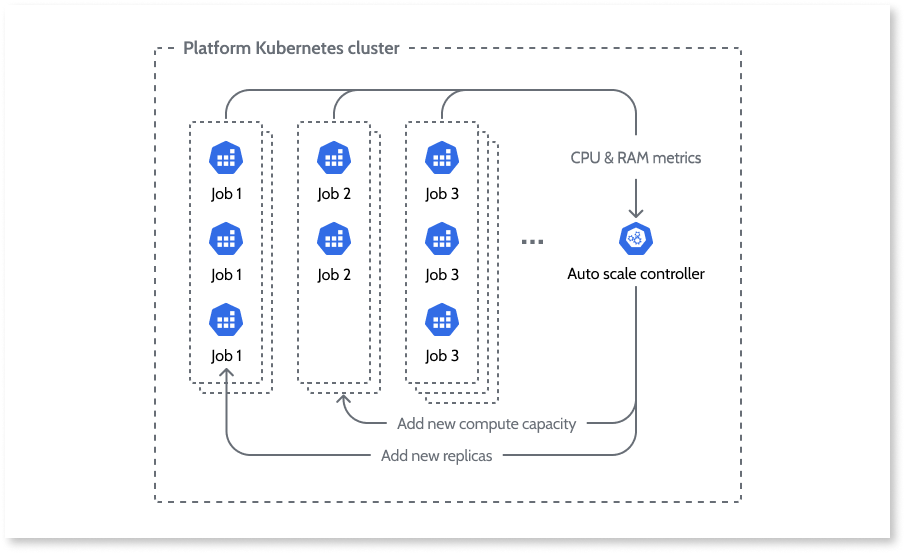 Platform Kubernetes cluster
CPU & RAM metrics
Job 1
Job 2
Job 3
Job 1
Job 2
Job 3
...
Auto scale controller
Job 1
Job 3
Add new compute capacity
Add new replicas